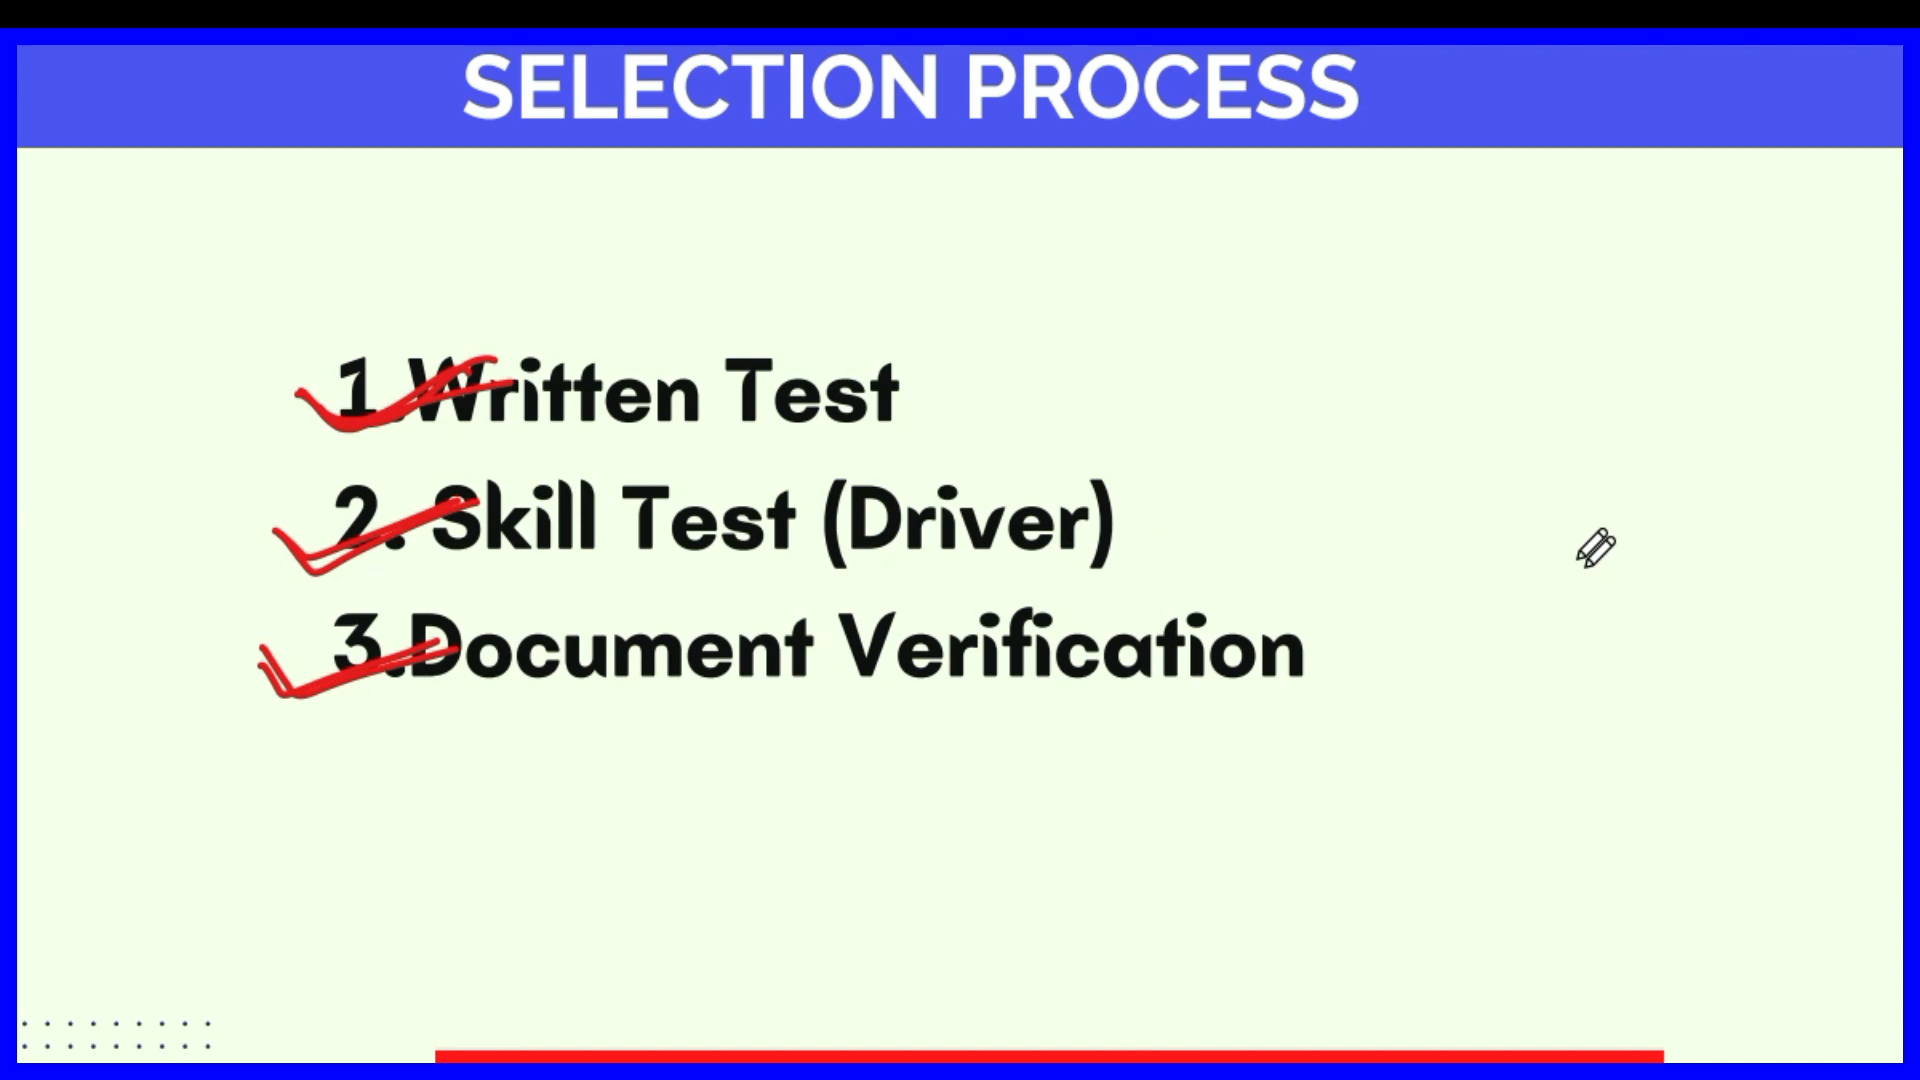 SELECTION PROCESS
1.Written Test
2. Skill Test (Driver)
3.Document Verification